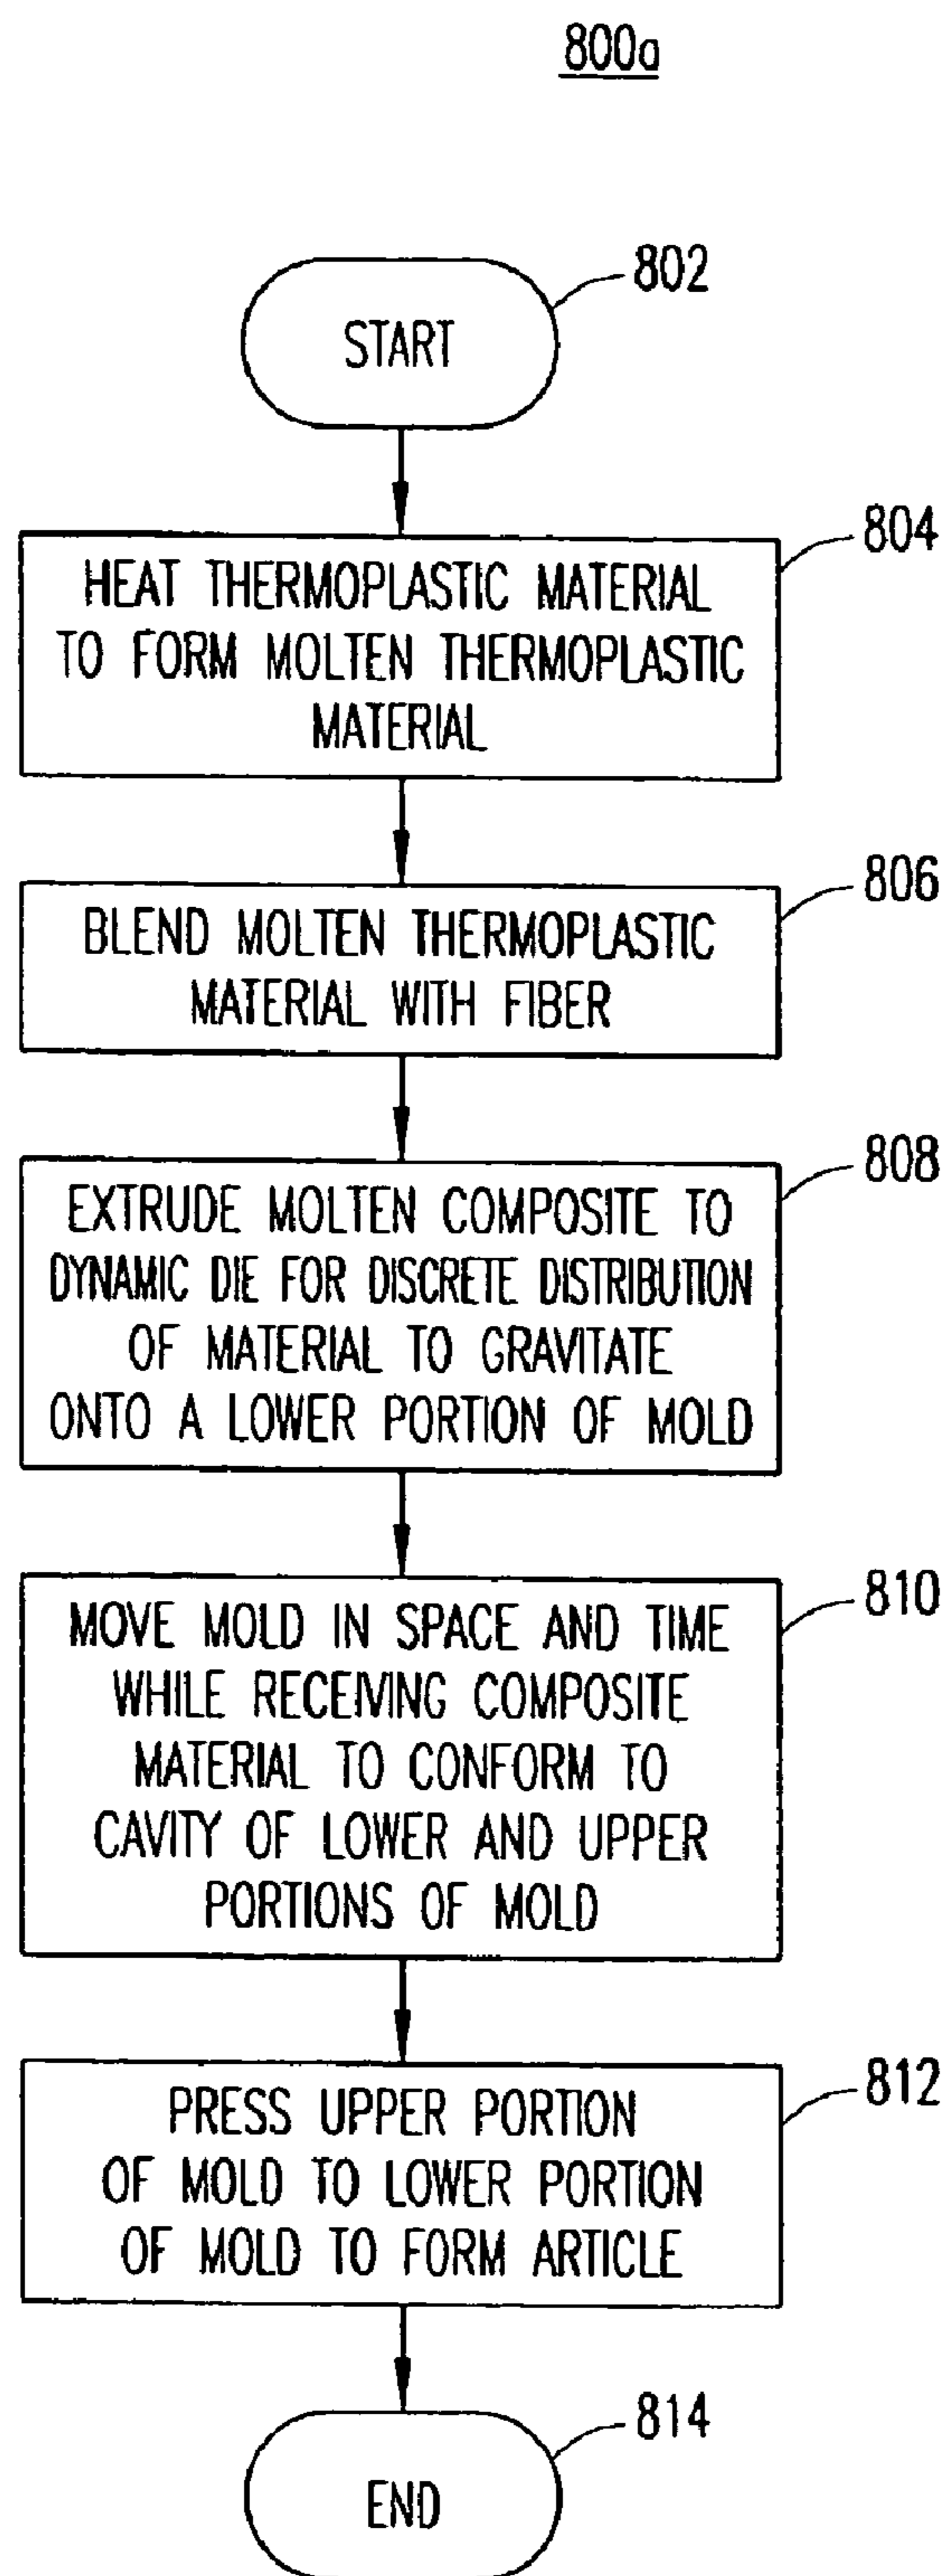 800a
802
START
804
HEAT THERMOPLASTIC MATERIAL
TO FORM MOLTEN THERMOPLASTIC
MATERIAL
806
BLEND MOLTEN THERMOPLASTIC
MATERIAL WITH FIBER
808
EXTRUDE MOLTEN COMPOSITE TO
DYNAMIC DIE FOR DISCRETE DISTRIBUTION
OF MATERIAL TO GRAVITATE
ONTO A LOWER PORTION OF MOLD
810
MOVE MOLD IN SPACE AND TIME
WHILE RECEIVING COMPOSITE
MATERIAL TO CONFORM TO
CAVITY OF LOWER AND UPPER
PORTIONS OF MOLD
812
PRESS UPPER PORTION
OF MOLD TO LOWER PORTION
OF MOLD TO FORM ARTICLE
814
END